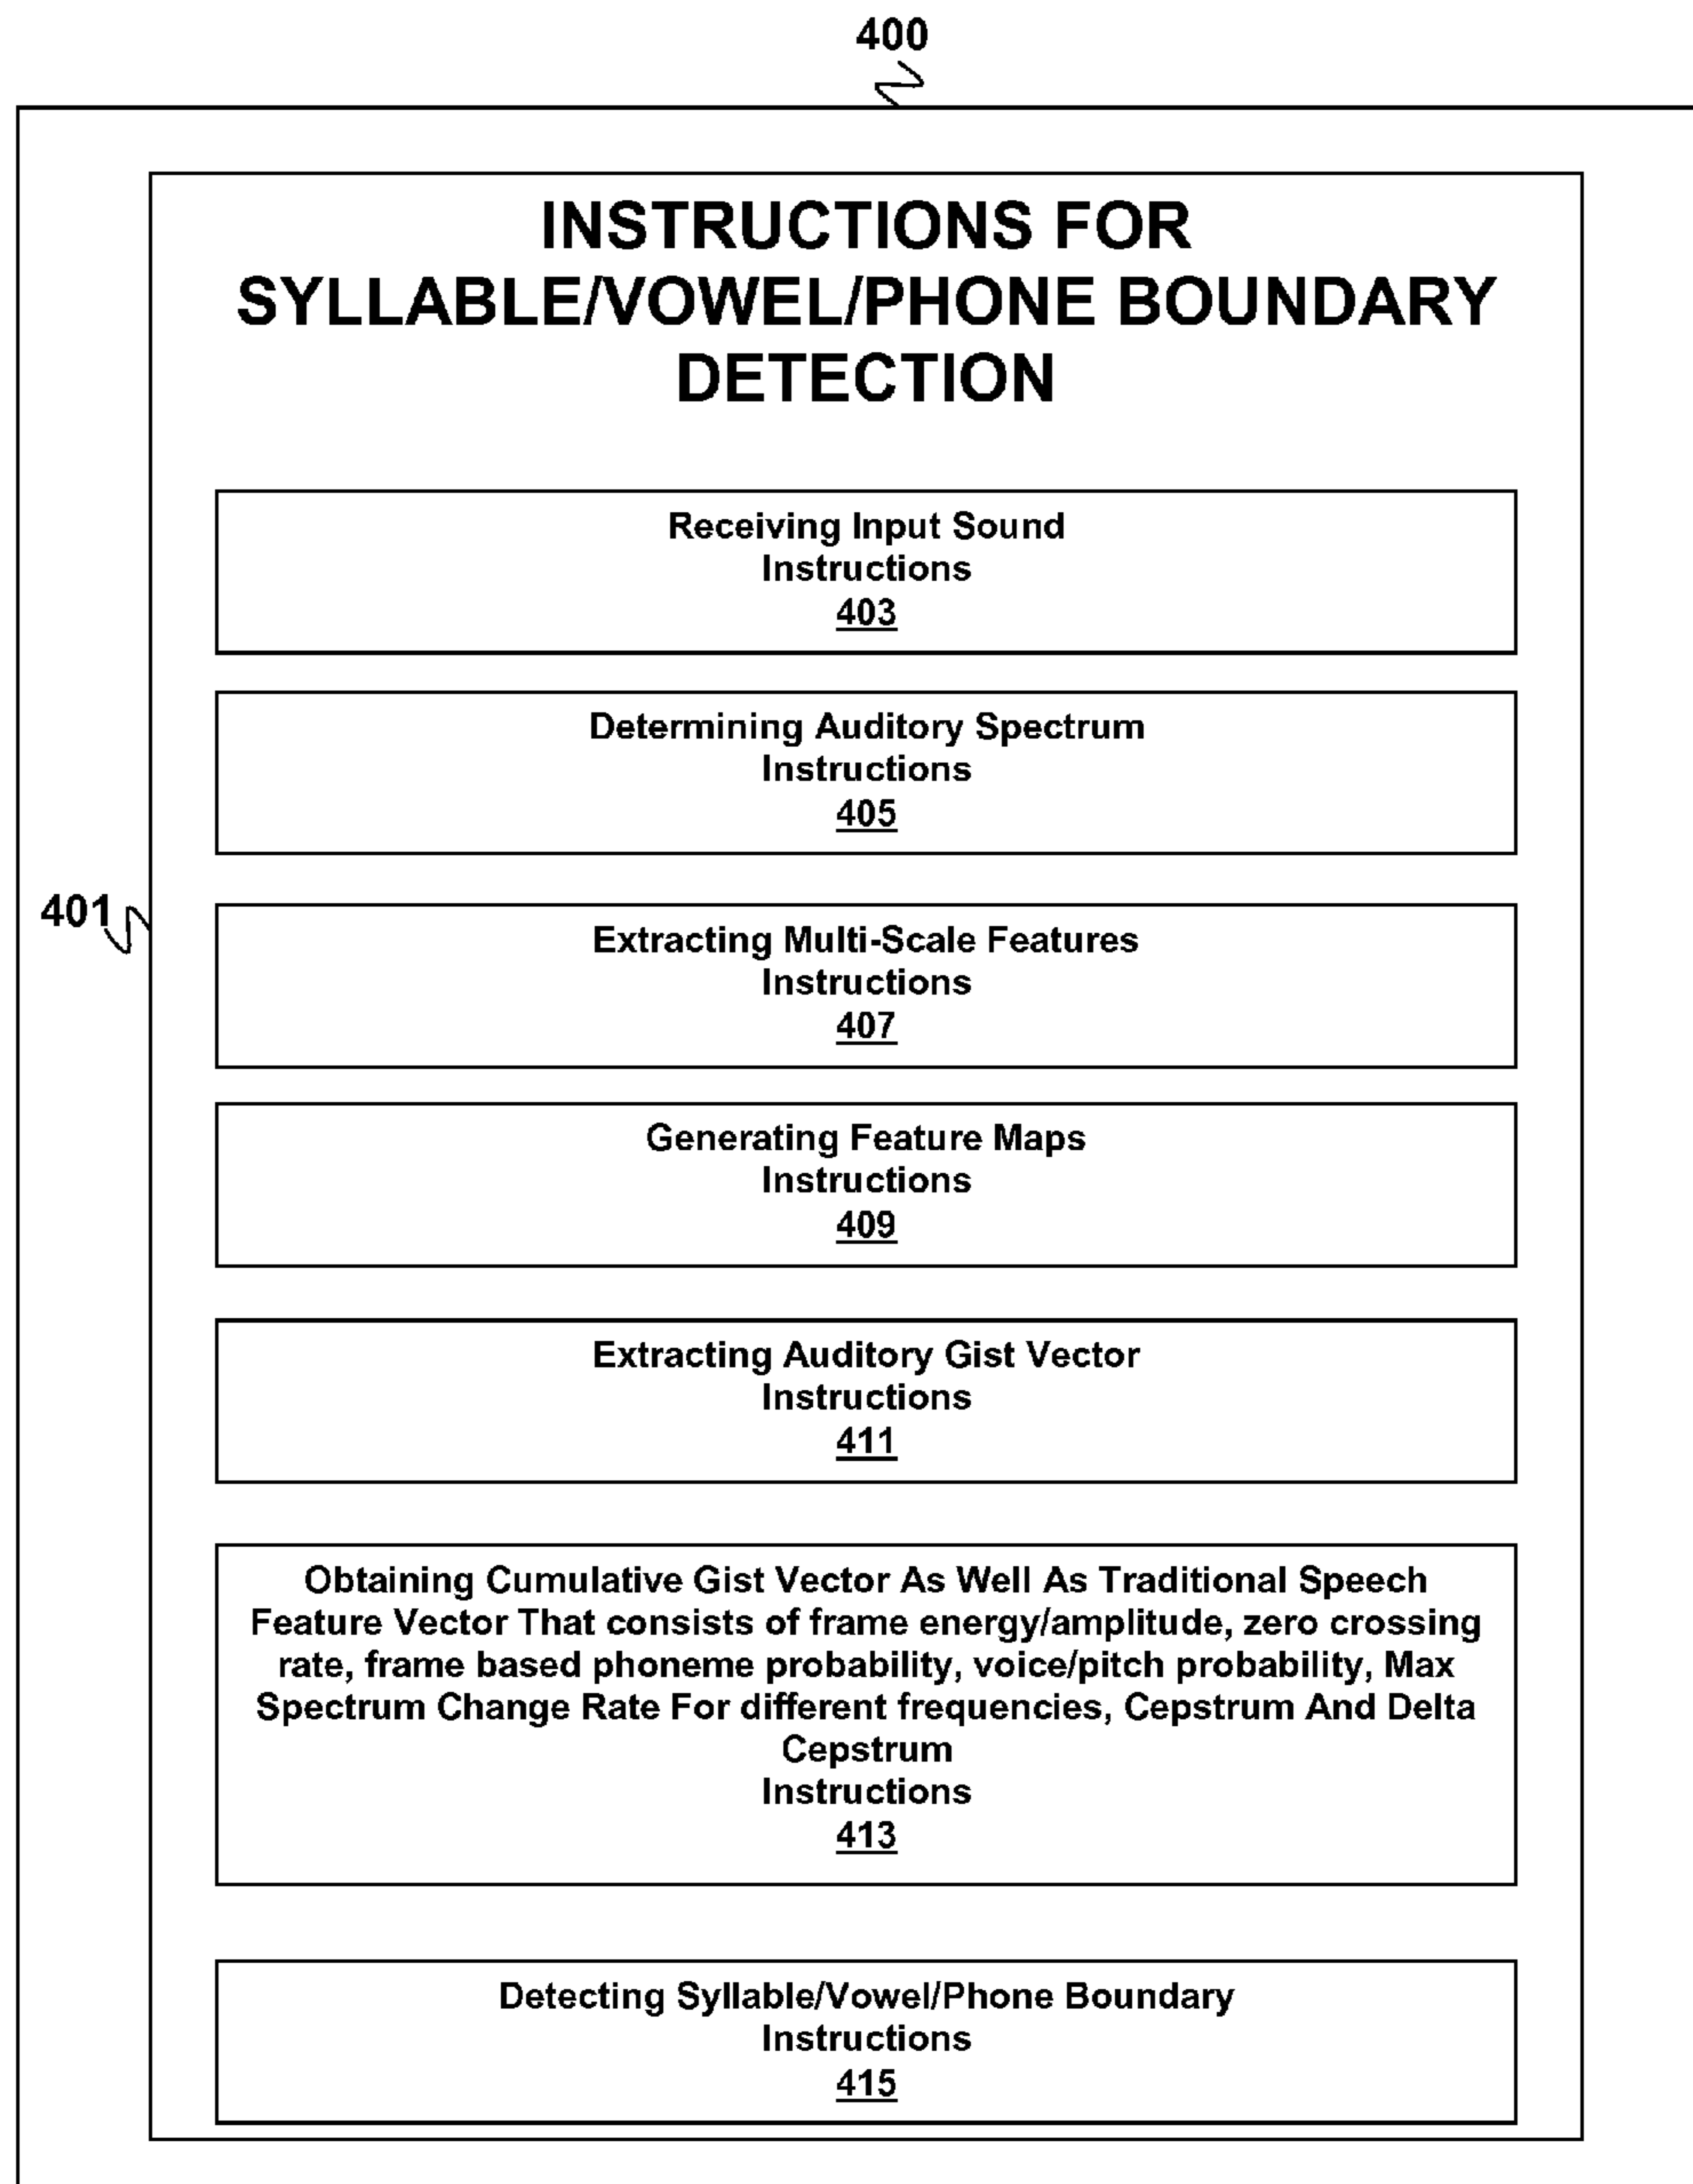 400
INSTRUCTIONS FOR
SYLLABLE/VOWEL/PHONE BOUNDARY
DETECTION
Receiving Input Sound
Instructions
403
Determining Auditory Spectrum
Instructions
405
401
Extracting Multi-Scale Features
Instructions
407
Generating Feature Maps
Instructions
409
Extracting Auditory Gist Vector
Instructions
411
Obtaining Cumulative Gist Vector As Well As Traditional Speech
Feature Vector That consists of frame energy/amplitude, zero crossing
rate, frame based phoneme probability, voice/pitch probability, Max
Spectrum Change Rate For different frequencies, Cepstrum And Delta
Cepstrum
Instructions
413
Detecting Syllable/Vowel/Phone Boundary
Instructions
415